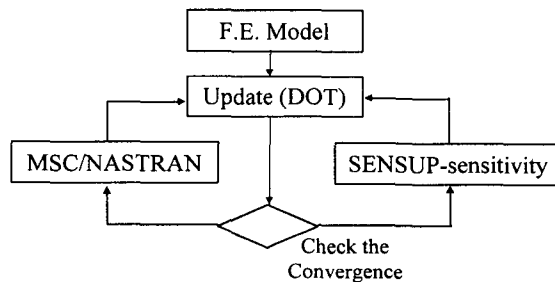 F.E. Model
Update (DOT)
MSC/NASTRAN
SENSUP-sensitivity
Check the
Convergence